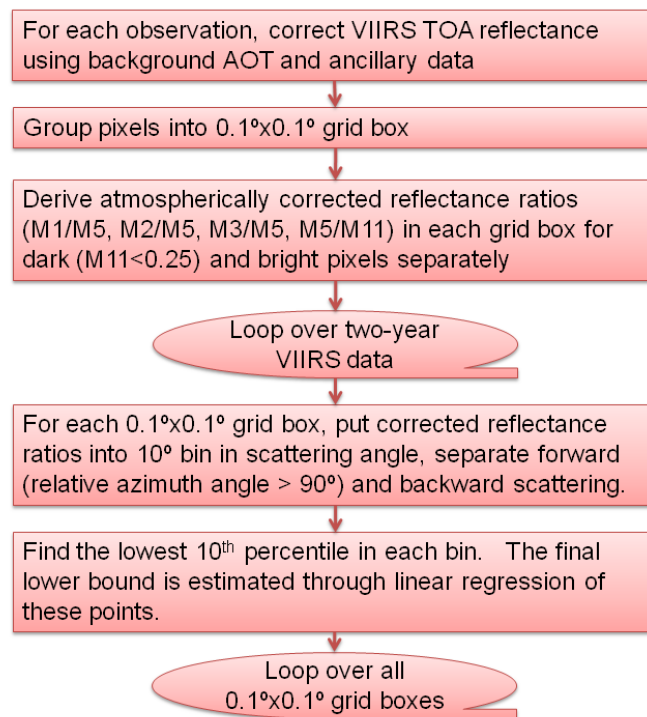 For each observation, correct VIIRS TOA reflectance
using background AOT and ancillary data
Group pixels into 0.1ºx0.1º grid box
Derive atmospherically corrected reflectance ratios
(M1/M5, M2/M5, M3/M5, M5/M11) in each grid box for
dark (M11<0.25) and bright pixels separately
Loop over two-year
VIIRS data
For each 0.1ºx0.1º grid box, put corrected reflectance
ratios into 10º bin in scattering angle, separate forward
(relative azimuth angle > 90º) and backward scattering.
Find the lowest 10th percentile in each bin.   The final
lower bound is estimated through linear regression of
these points.
Loop over all
0.1ºx0.1º grid boxes